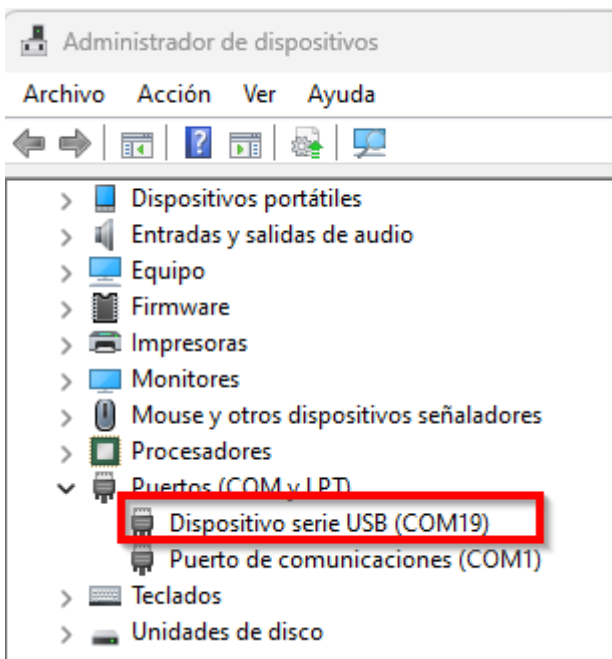 Administrador de dispositivos
Archivo Acción Ver Ayuda
Dispositivos portátiles
Entradas y salidas de audio
Equipo
Firmware
Impresoras
Monitores
Mouse y otros dispositivos señaladores
Procesadores
Puertos (COM y LPT)
Dispositivo serie USB (COM19)
Puerto de comunicaciones (COM1)
Teclados
Unidades de disco